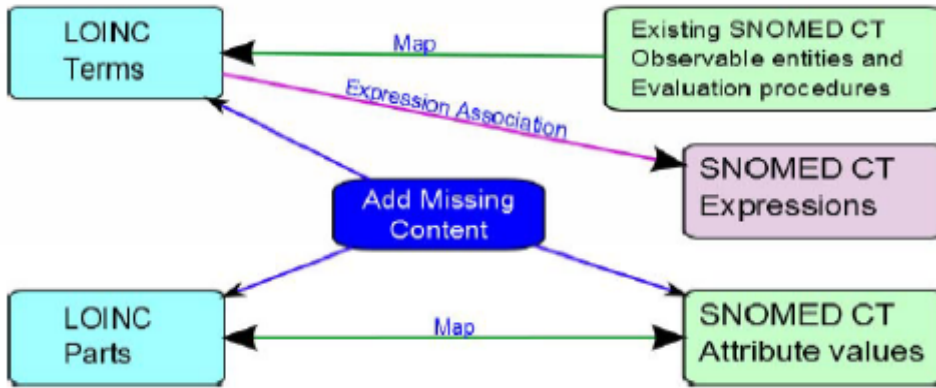 LOINC
Terms
Map
Existing SNOMED CT
Observable entities and
Evaluation procedures
Expression Association
SNOMED CT
Expressions
Add Missing
Content
LOINC
Parts
Map
SNOMED CT
Attribute values